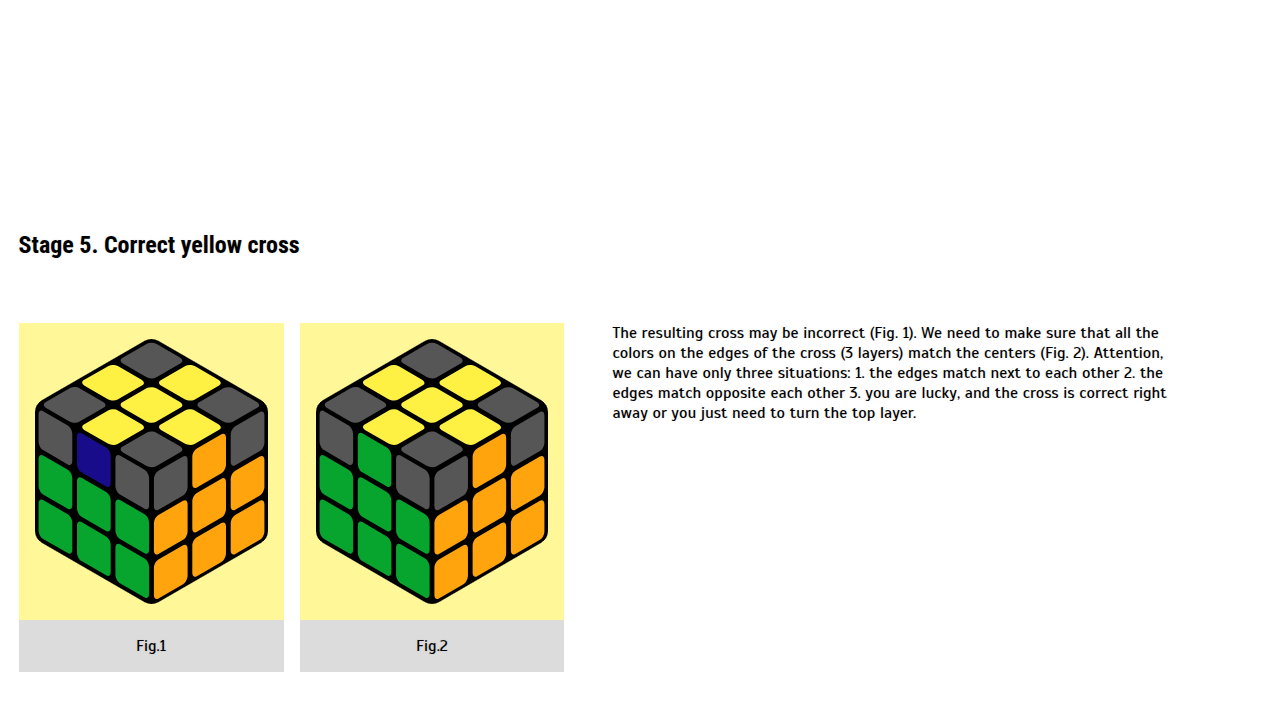 Stage 5. Correct yellow cross
The resulting cross may be incorrect (Fig. 1). We need to make sure that all the
colors on the edges of the cross (3 layers) match the centers (Fig. 2). Attention,
we can have only three situations: 1. the edges match next to each other 2. the
edges match opposite each other 3. you are lucky, and the cross is correct right
away or you just need to turn the top layer.
Fig.1
Fig.2